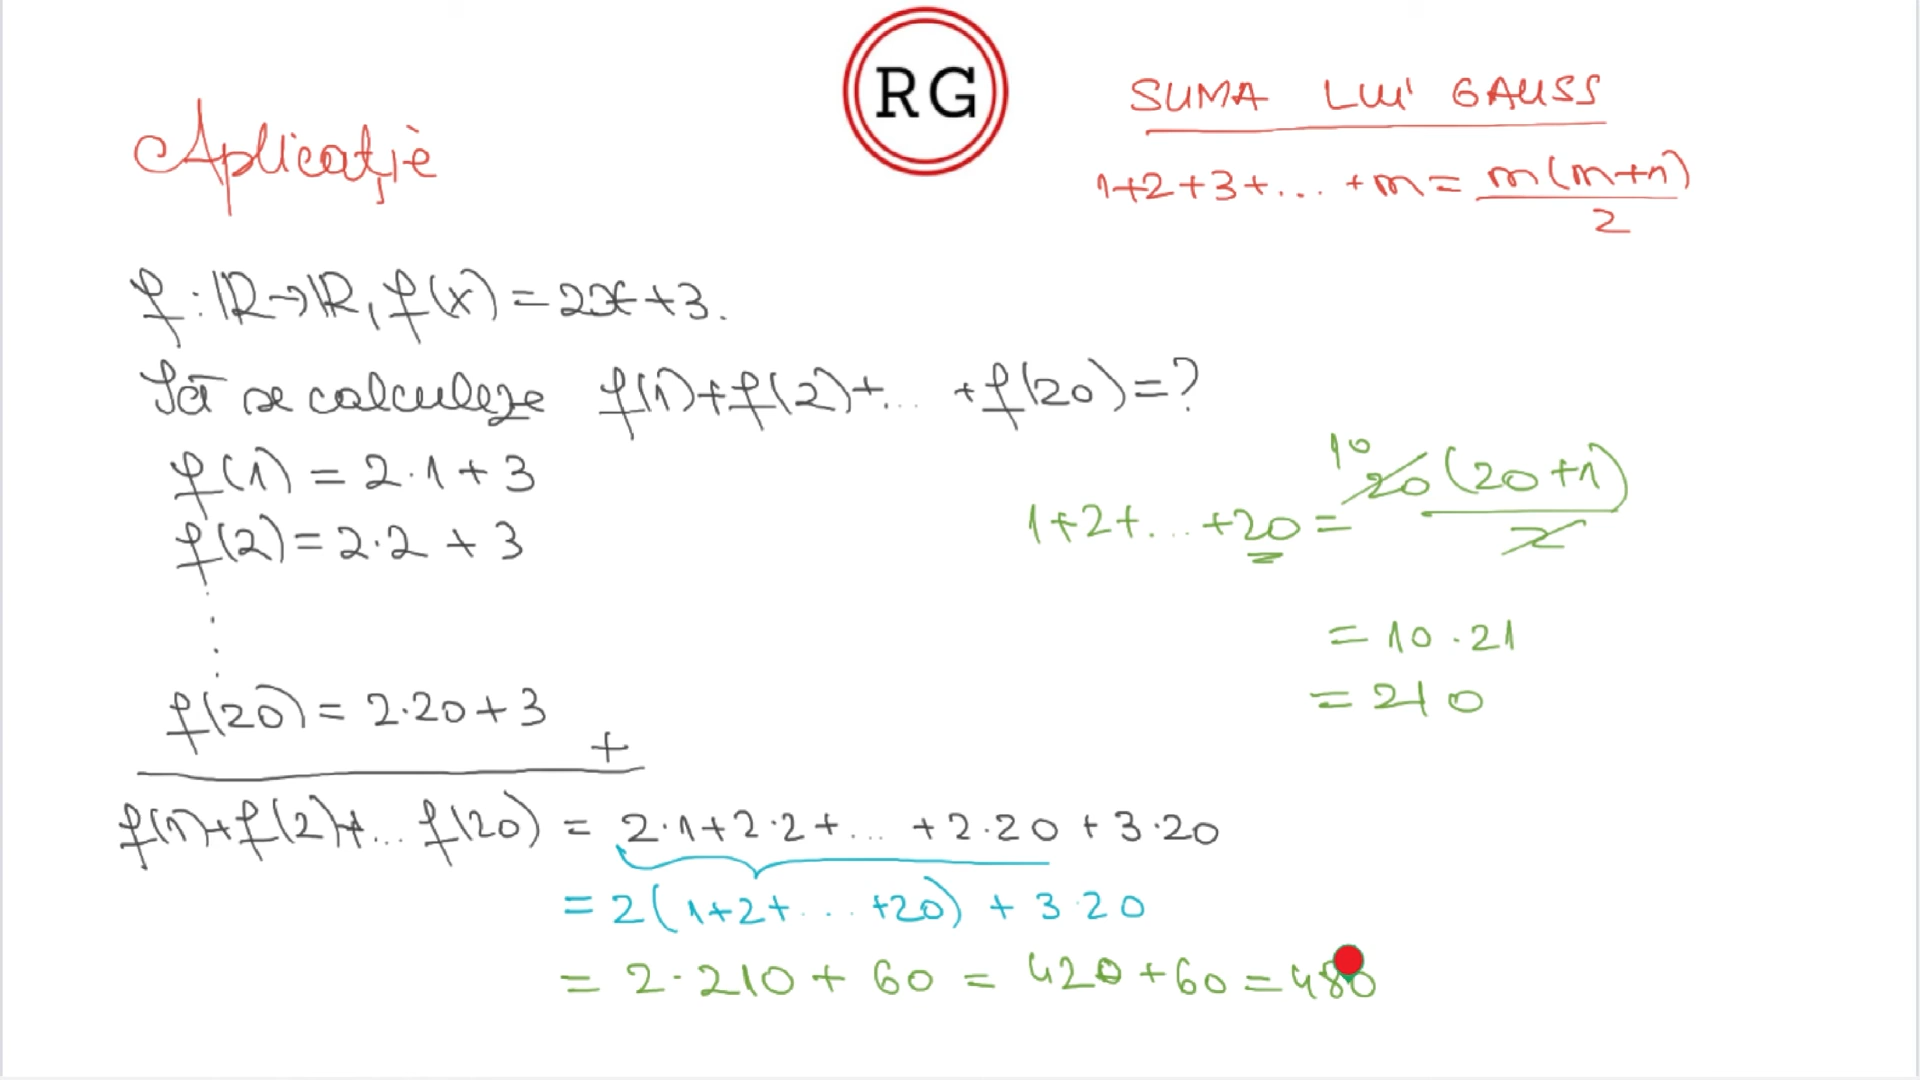 RG
SUMA LUI GAUSS
Aplicație
1+2+3+... +n = n(n+1)/2
f:ℝ→ℝ, f(x) = 2x+3.
Să se calculeze f(1)+f(2)+... +f(20)=?
f(1) = 2·1+3
f(2) = 2·2+3
⋮
f(20) = 2·20+3
+
f(1)+f(2)+... f(20) = 2·1+2·2+... +2·20+3·20
= 2(1+2+... +20) + 3·20
= 2·210+60 = 420+60 = 480
10
1+2+... +20 = 20(20+1)/2
= 10·21
= 210